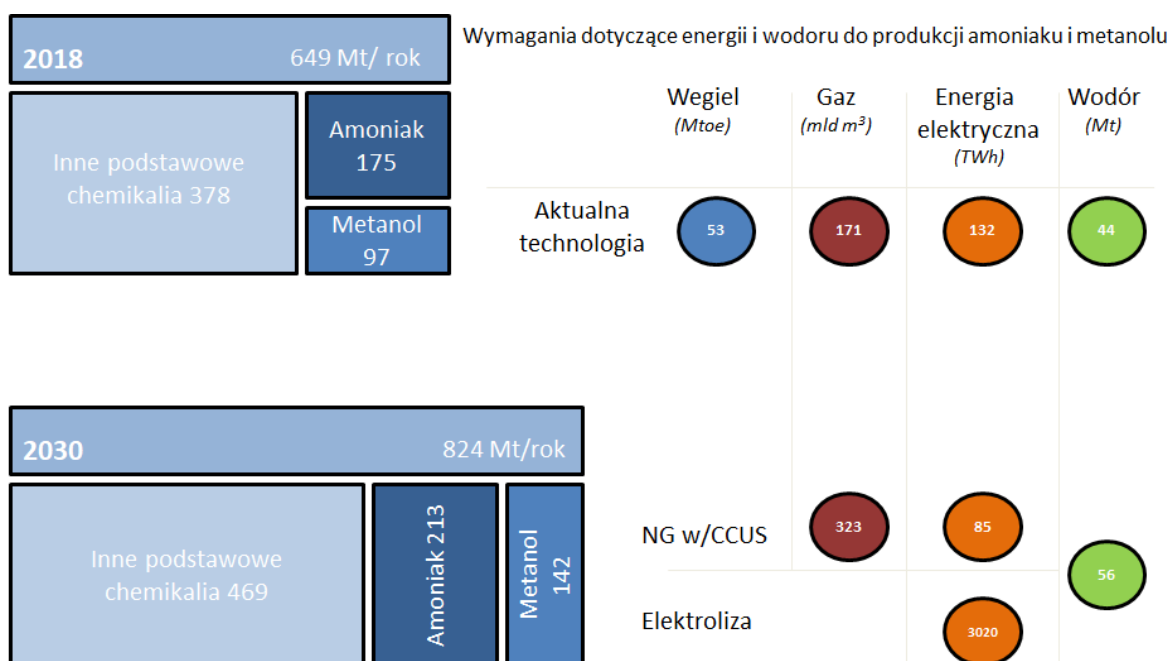 Wymagania dotyczące energii i wodoru do produkcji amoniaku i metanolu
2018
649 Mt/ rok
Inne podstawowe
chemikalia 378
Amoniak
175
Metanol
97
Wegiel
(Mtoe)
Gaz
(mld m³)
Energia
elektryczna
(TWh)
Wodór
(Mt)
Aktualna
technologia
53
171
132
44
2030
824 Mt/rok
Inne podstawowe
chemikalia 469
Amoniak 213
Metanol
142
NG w/CCUS
323
85
56
Elektroliza
3020